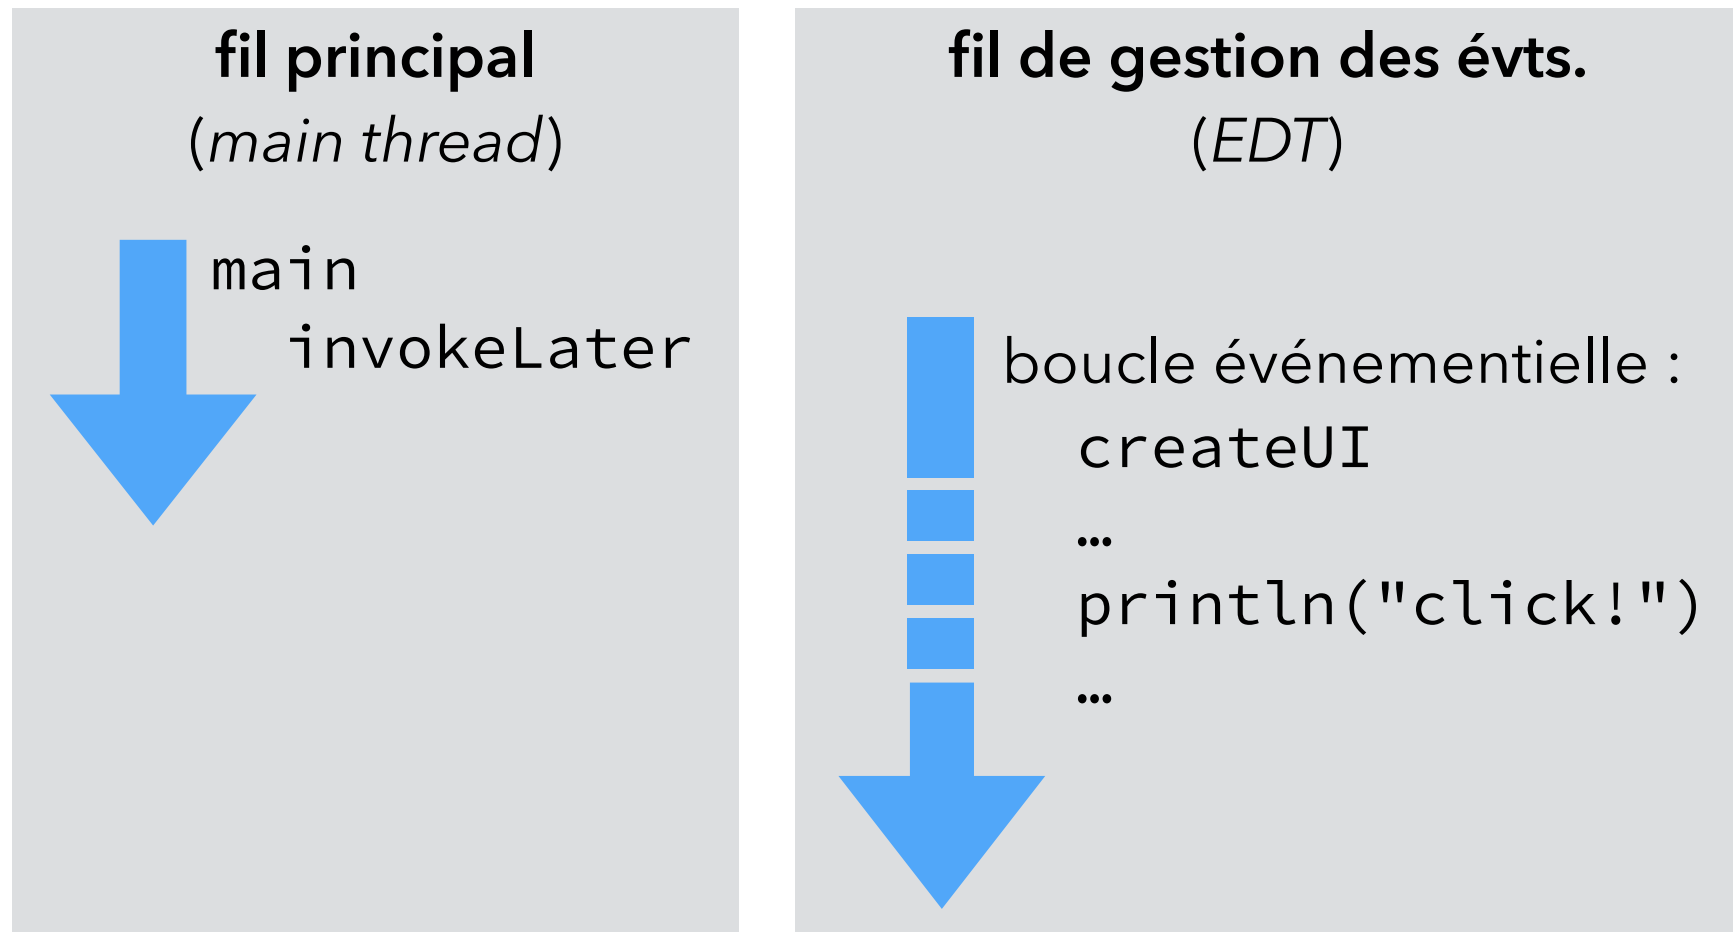 fil principal
(main thread)
main
invokeLater
fil de gestion des évts.
(EDT)
boucle événementielle :
createUI
…
println("click!")
…